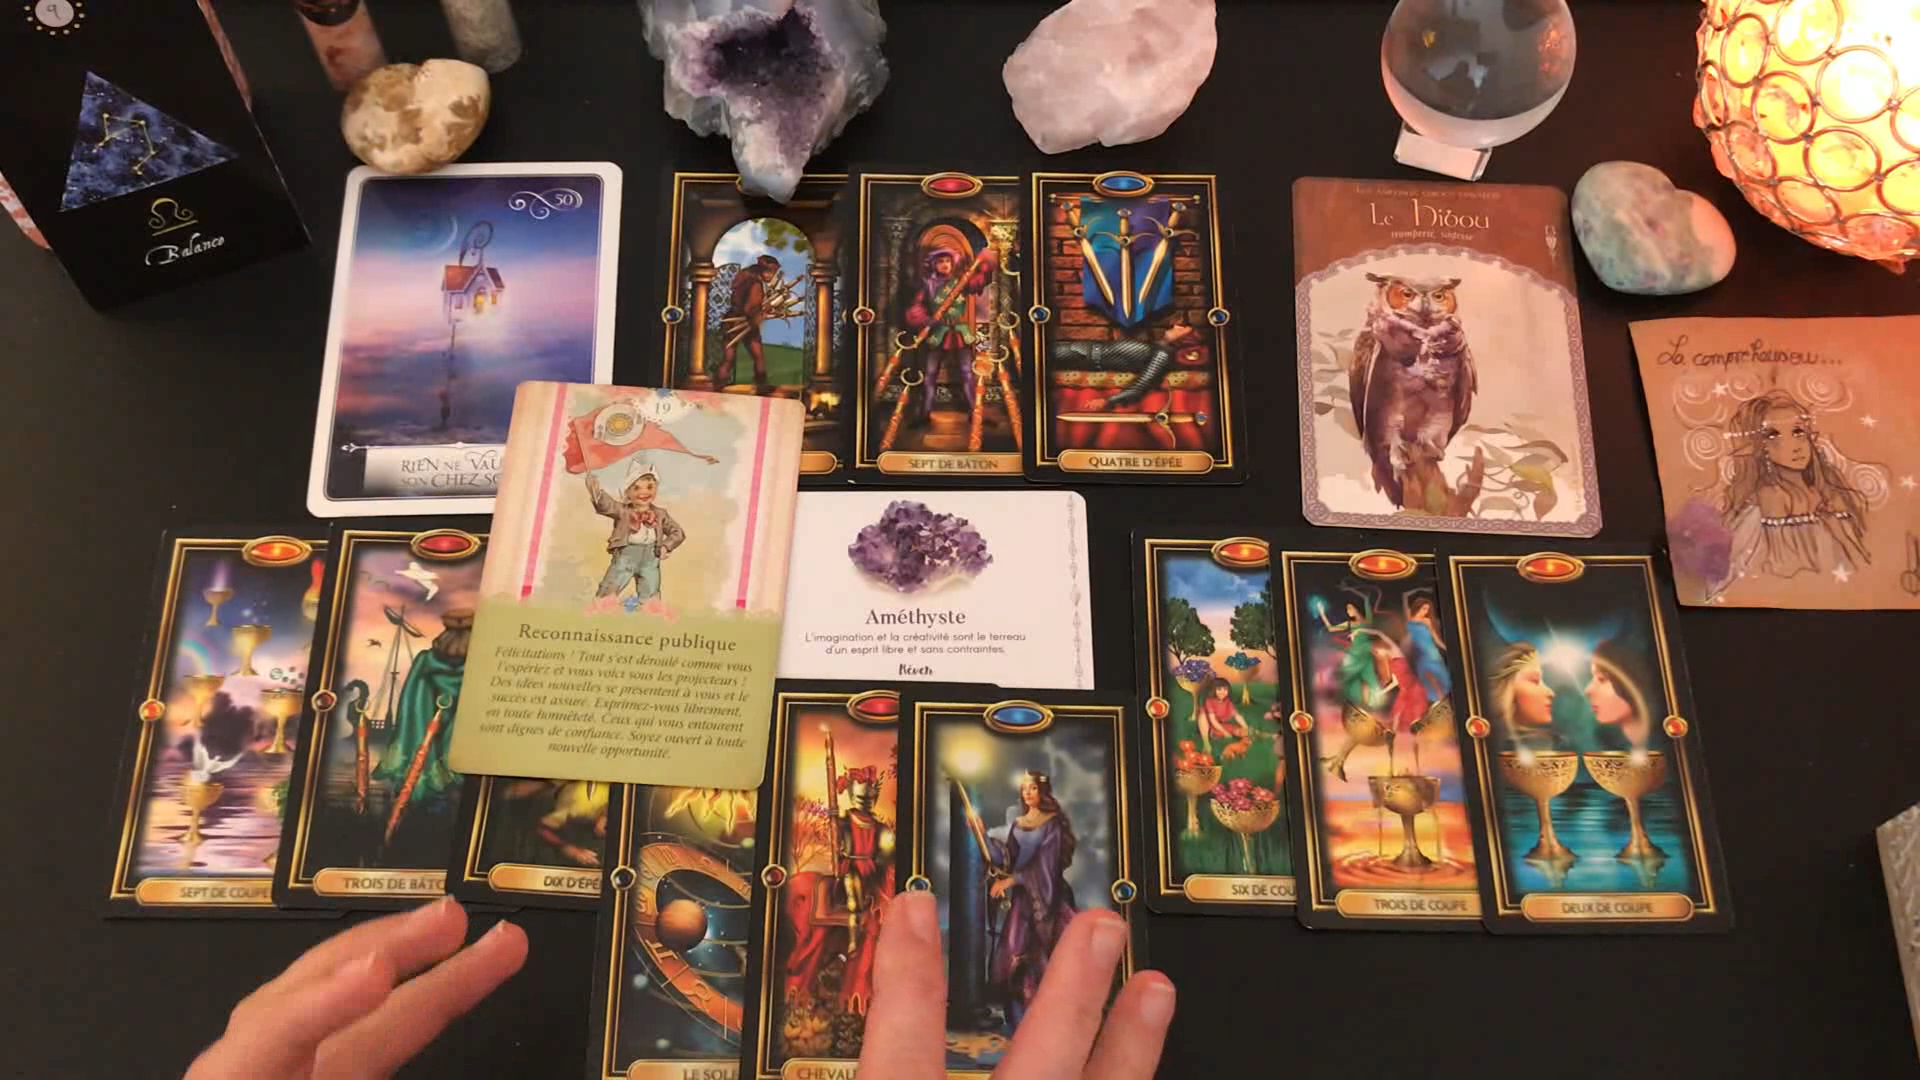 9
Balance
50
RIEN NE VAU
SON CHEZ-SO
SEPT DE BÂTON
QUATRE D'ÉPÉE
Le Hibou
tromperie, sagesse
La compréhension...
19
Reconnaissance publique
Félicitations ! Tout s'est déroulé comme vous
l'espériez et vous voici sous les projecteurs !
Des idées nouvelles se présentent à vous et le
succès est assuré. Exprimez-vous librement,
en toute honnêteté. Ceux qui vous entourent
sont dignes de confiance. Soyez ouvert à toute
nouvelle opportunité.
Améthyste
L'imagination et la créativité sont le terreau
d'un esprit libre et sans contraintes.
Rêver
SEPT DE COUPE
TROIS DE BÂTO
DIX D'ÉPÉE
SIX DE COU
TROIS DE COUPE
DEUX DE COUPE
LE SOLE
CHEVAL